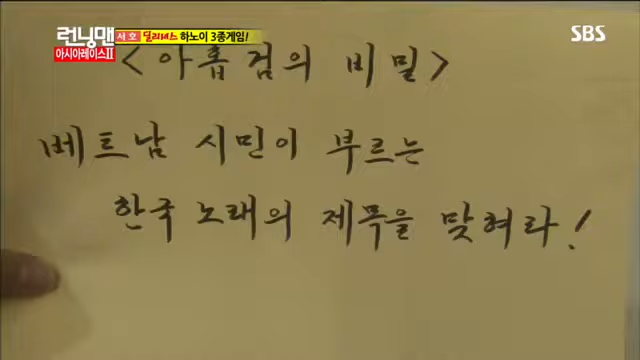 런닝맨 서호 딜리버스 하노이 3종게임!
아시아레이스II
SBS
<아홉 검의 비밀>
베트남 시민이 부르는
한국 노래의 제목을 맞혀라!